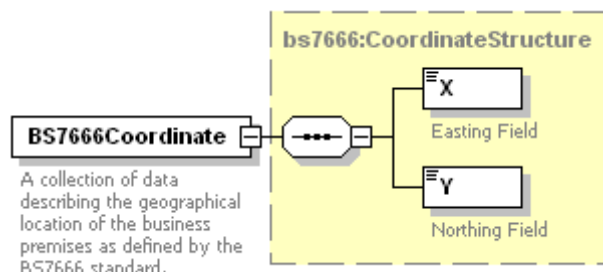 bs7666:CoordinateStructure
X
Easting Field
BS7666Coordinate
Y
Northing Field
A collection of data
describing the geographical
location of the business
premises as defined by the
BS7666 standard.